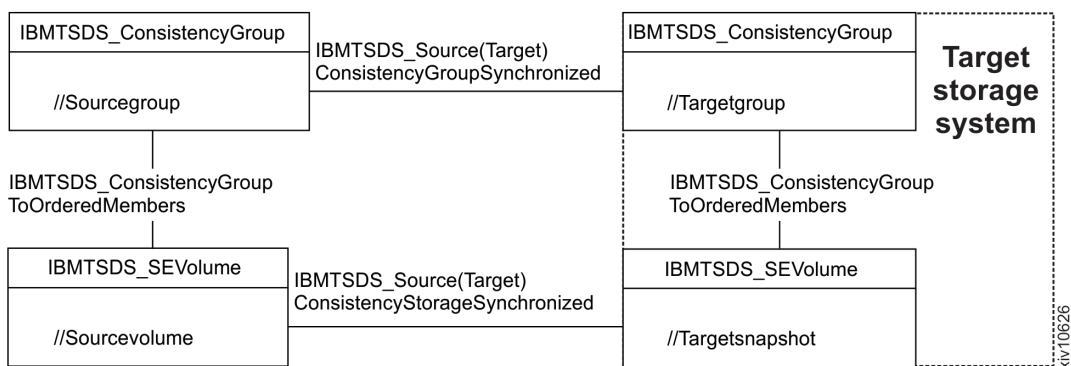 IBMTSDS_ConsistencyGroup
//Sourcegroup
IBMTSDS_Source(Target)
ConsistencyGroupSynchronized
IBMTSDS_ConsistencyGroup
//Targetgroup
Target
storage
system
IBMTSDS_ConsistencyGroup
ToOrderedMembers
IBMTSDS_ConsistencyGroup
ToOrderedMembers
IBMTSDS_SEVolume
//Sourcevolume
IBMTSDS_Source(Target)
ConsistencyStorageSynchronized
IBMTSDS_SEVolume
//Targetsnapshot
xiv10626